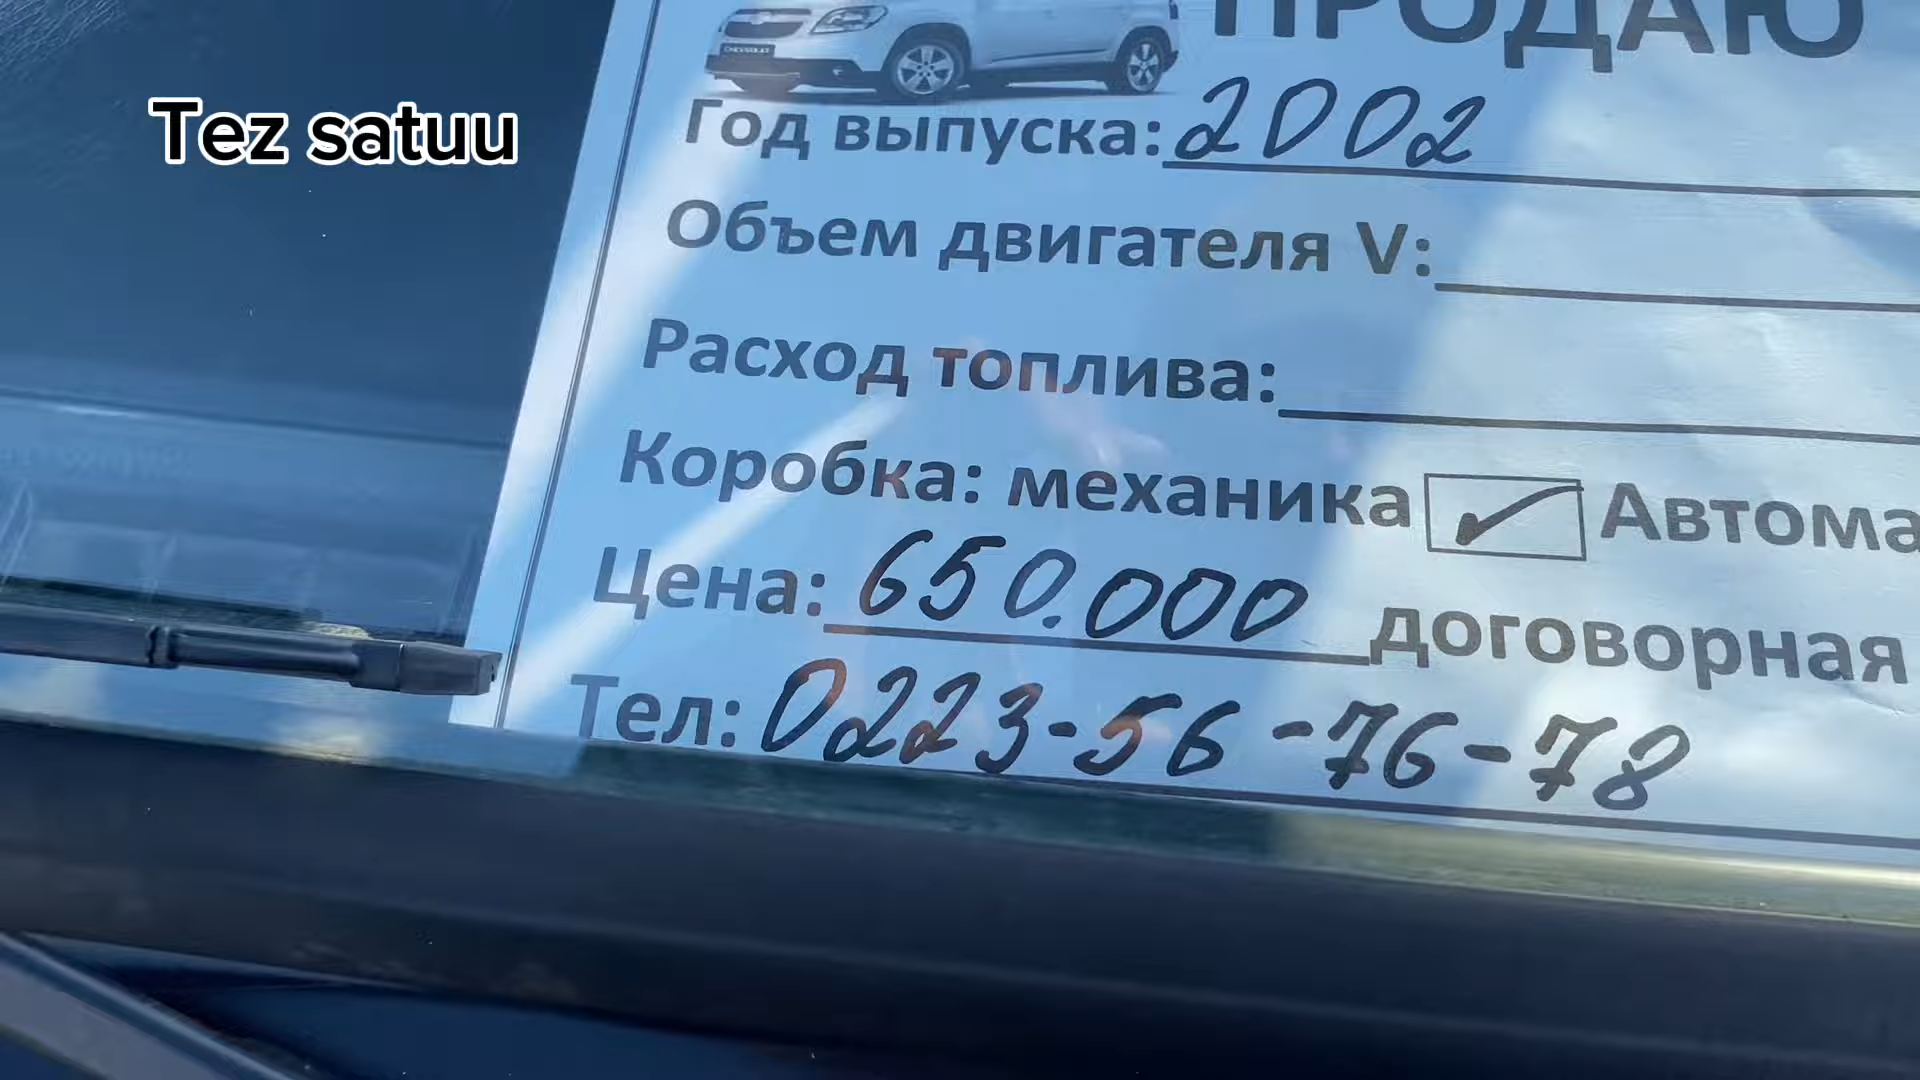 ПРОДАЮ
Tez satuu
CHEVROLET
Год выпуска: 2002
Объем двигателя V:
Расход топлива:
Коробка: механика ✓ Автома
Цена: 650.000 договорная
Тел: 0223-56-76-78